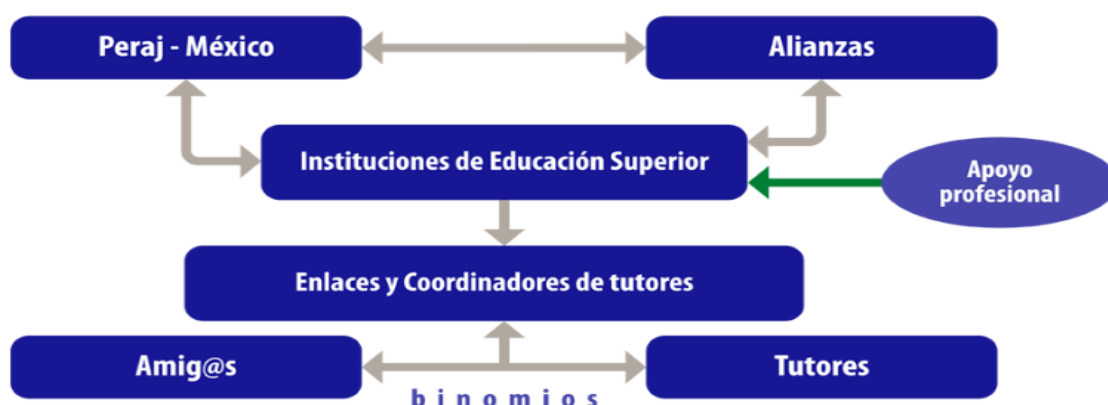 Peraj - México
Alianzas
Instituciones de Educación Superior
Apoyo
profesional
Enlaces y Coordinadores de tutores
Amig@s
Tutores
binomios